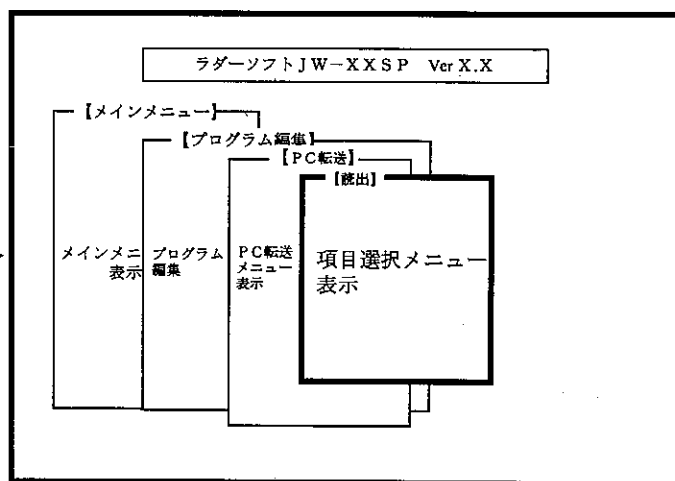 ラダーソフトJW-XXSP Ver X.X
【メインメニュー】
【プログラム編集】
【PC転送】
【読出】
メインメニ
表示
プログラム
編集
PC転送
メニュー
表示
項目選択メニュー
表示